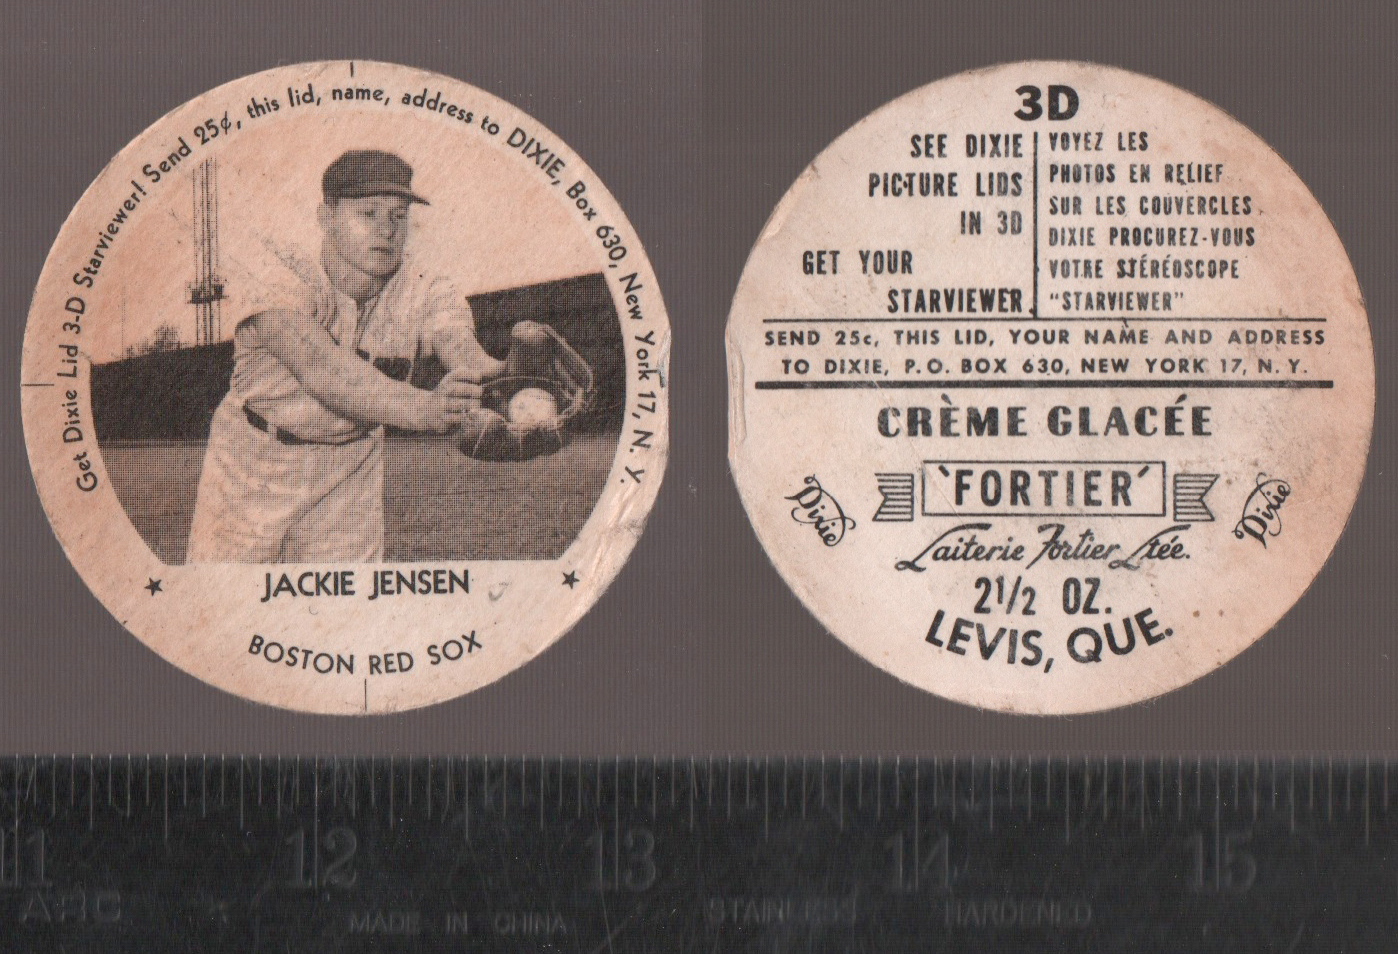 Get Dixie Lid 3-D Starviewer! Send 25¢, this lid, name, address to DIXIE, Box 630, New York 17, N. Y.
JACKIE JENSEN
BOSTON RED SOX
3D
SEE DIXIE
PICTURE LIDS
IN 3D
GET YOUR
STARVIEWER.
VOYEZ LES
PHOTOS EN RELIEF
SUR LES COUVERCLES
DIXIE PROCUREZ-VOUS
VOTRE STÉRÉOSCOPE
"STARVIEWER"
SEND 25c, THIS LID, YOUR NAME AND ADDRESS
TO DIXIE, P.O. BOX 630, NEW YORK 17, N. Y.
CRÈME GLACÉE
Dixie
'FORTIER'
Dixie
Laiterie Fortier Ltée.
2 1/2 OZ.
LEVIS, QUE.
11 12 13 14 15
ARC MADE IN CHINA STAINLESS HARDENED